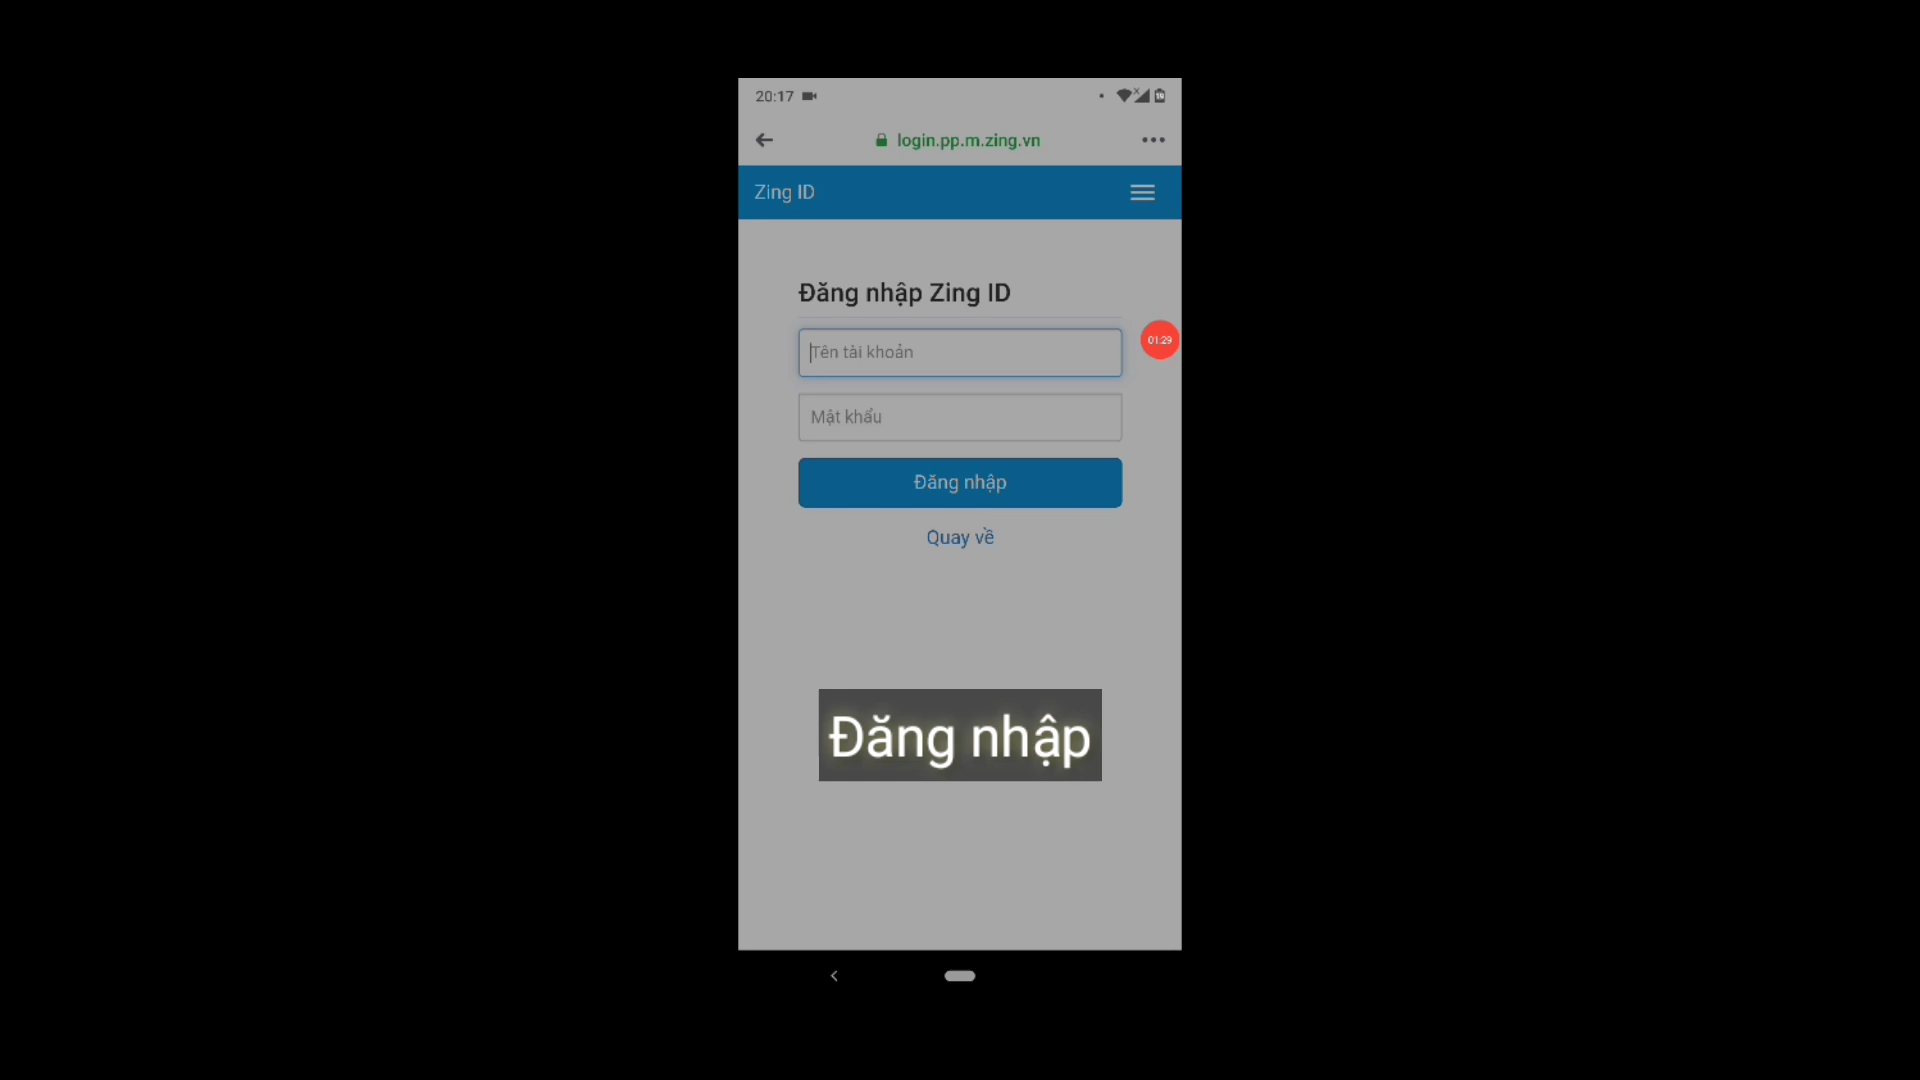 20:17
login.pp.m.zing.vn
Zing ID
Đăng nhập Zing ID
Tên tài khoản
01:29
Mật khẩu
Đăng nhập
Quay về
Đăng nhập